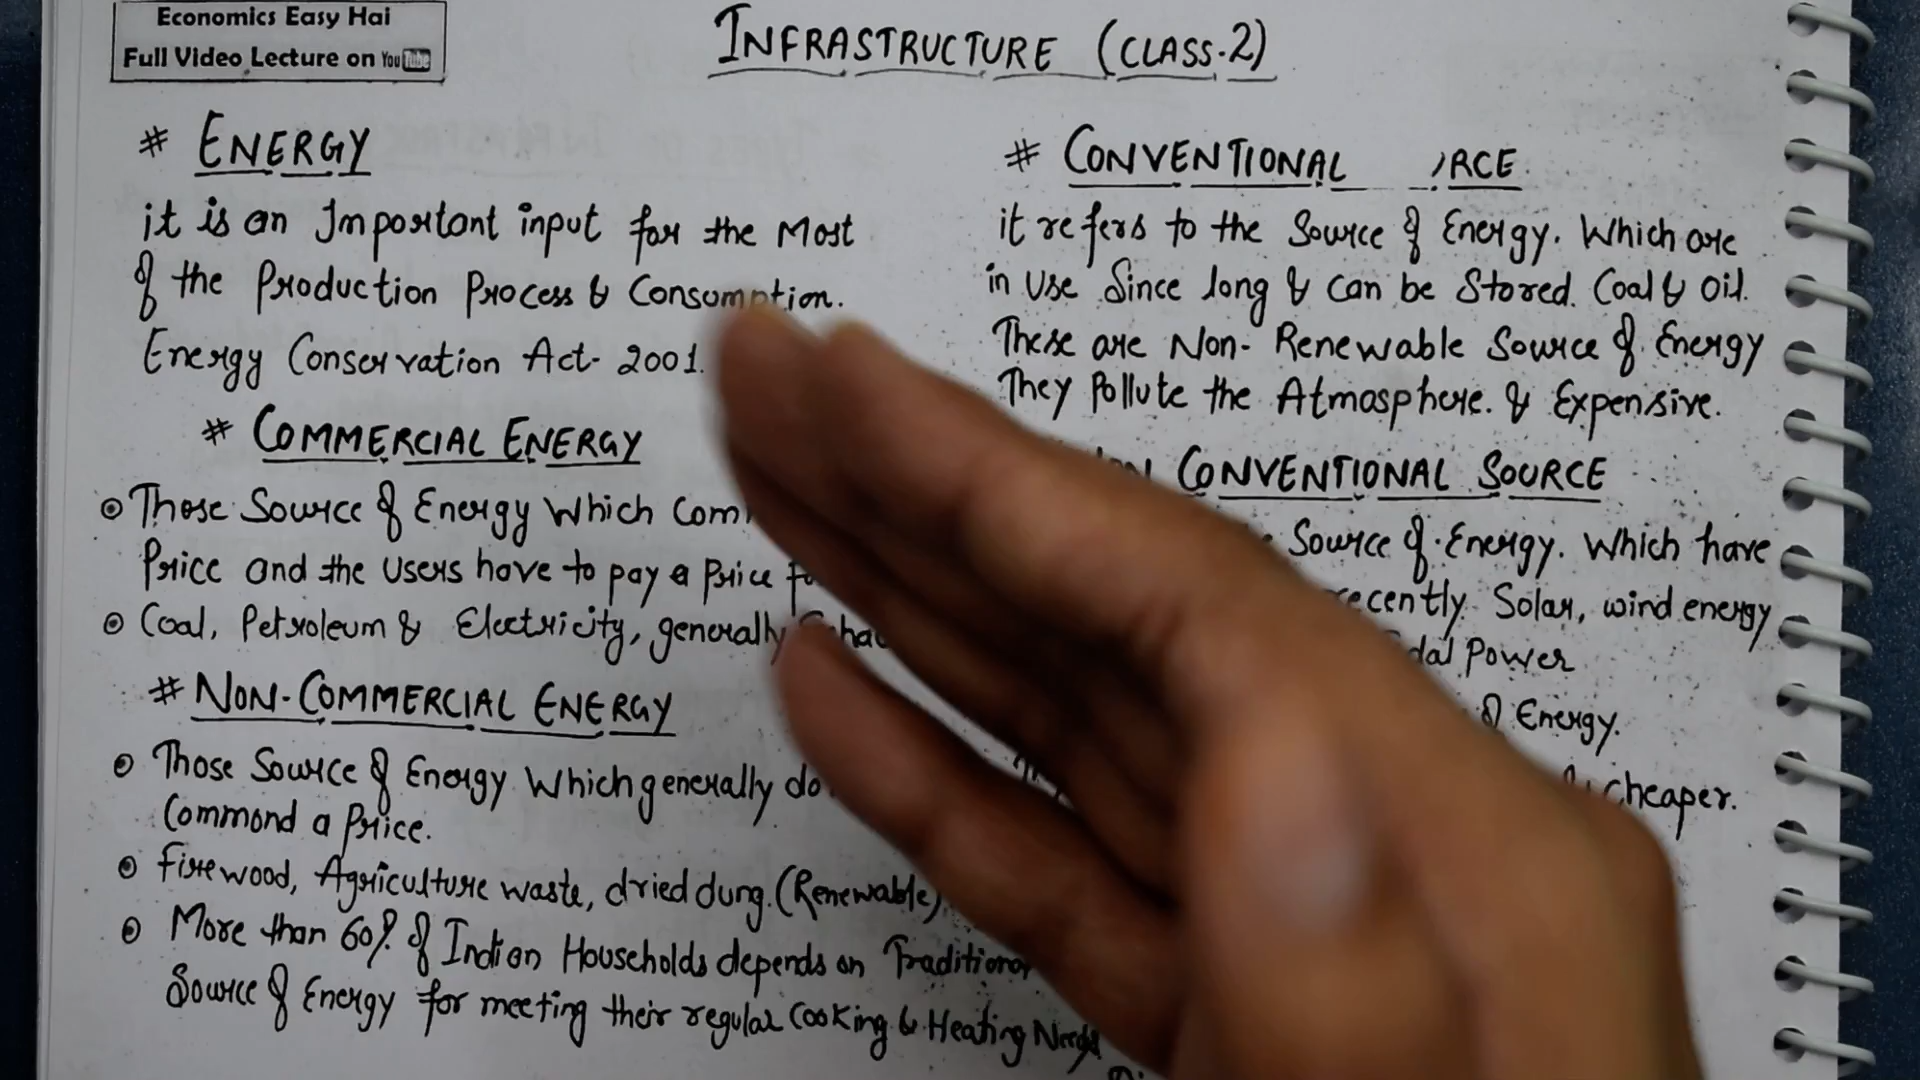 Economics Easy Hai
Full Video Lecture on YouTube
INFRASTRUCTURE (CLASS-2)
# ENERGY
it is an Important input for the Most
of the Production Process & Consumption.
Energy Conservation Act- 2001.
# COMMERCIAL ENERGY
Those Source of Energy Which
Price and the users have to pay a Price
Coal, Petroleum & Electricity, generally
# NON-COMMERCIAL ENERGY
Those Source of Energy Which generally do
Command a Price.
Firewood, Agriculture waste, dried dung. (Renewable)
More than 60% of Indian Households depends on Traditional
Source of Energy for meeting their regular Cooking & Heating Needs
# CONVENTIONAL
it refers to the Source of Energy. Which are
in Use Since long & can be Stored. Coal & Oil.
These are Non- Renewable Source of Energy
They Pollute the Atmosphere. & Expensive.
CONVENTIONAL SOURCE
Source of Energy. Which have
Solar, wind energy
Power
of Energy.
cheaper.